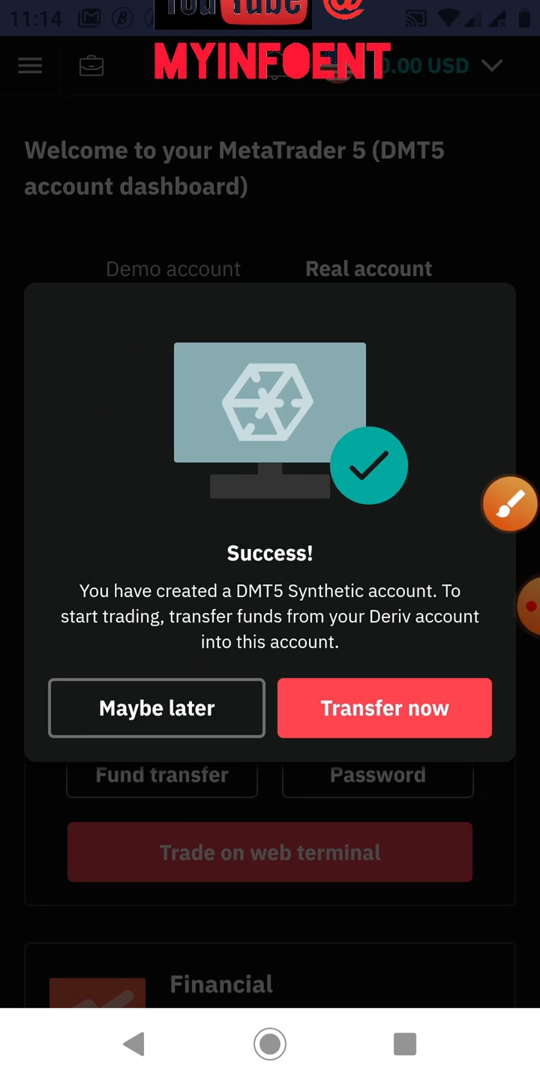 11:14
YouTube @
MYINFOENT
0.00 USD
Welcome to your MetaTrader 5 (DMT5
account dashboard)
Demo account
Real account
Success!
You have created a DMT5 Synthetic account. To
start trading, transfer funds from your Deriv account
into this account.
Maybe later
Transfer now
Fund transfer
Password
Trade on web terminal
Financial